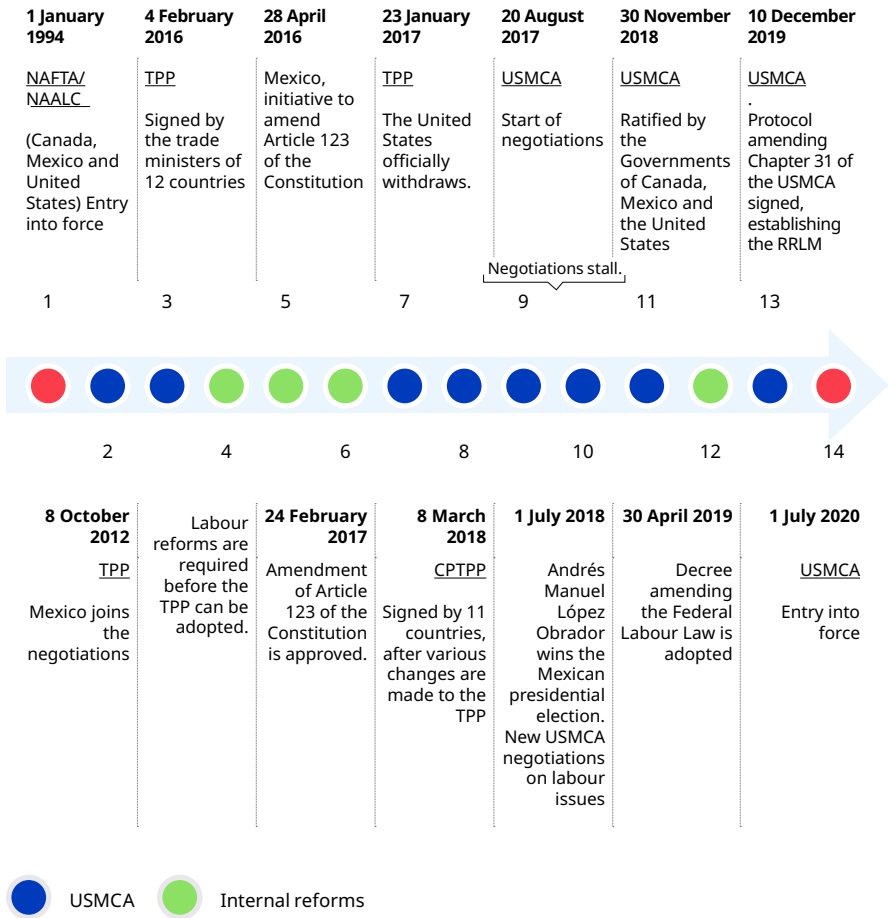 1 January
1994
NAFTA/
NAALC
(Canada,
Mexico and
United
States) Entry
into force
4 February
2016
TPP
Signed by
the trade
ministers of
12 countries
28 April
2016
Mexico,
initiative to
amend
Article 123
of the
Constitution
23 January
2017
TPP
The United
States
officially
withdraws.
20 August
2017
USMCA
Start of
negotiations
30 November
2018
USMCA
Ratified by
the
Governments
of Canada,
Mexico and
the United
States
10 December
2019
USMCA
.
Protocol
amending
Chapter 31 of
the USMCA
signed,
establishing
the RRLM
Negotiations stall.
1
3
5
7
9
11
13
2
4
6
8
10
12
14
8 October
2012
TPP
Mexico joins
the
negotiations
Labour
reforms are
required
before the
TPP can be
adopted.
24 February
2017
Amendment
of Article
123 of the
Constitution
is approved.
8 March
2018
CPTPP
Signed by 11
countries,
after various
changes are
made to the
TPP
1 July 2018
Andrés
Manuel
López
Obrador
wins the
Mexican
presidential
election.
New USMCA
negotiations
on labour
issues
30 April 2019
Decree
amending
the Federal
Labour Law is
adopted
1 July 2020
USMCA
Entry into
force
USMCA
Internal reforms